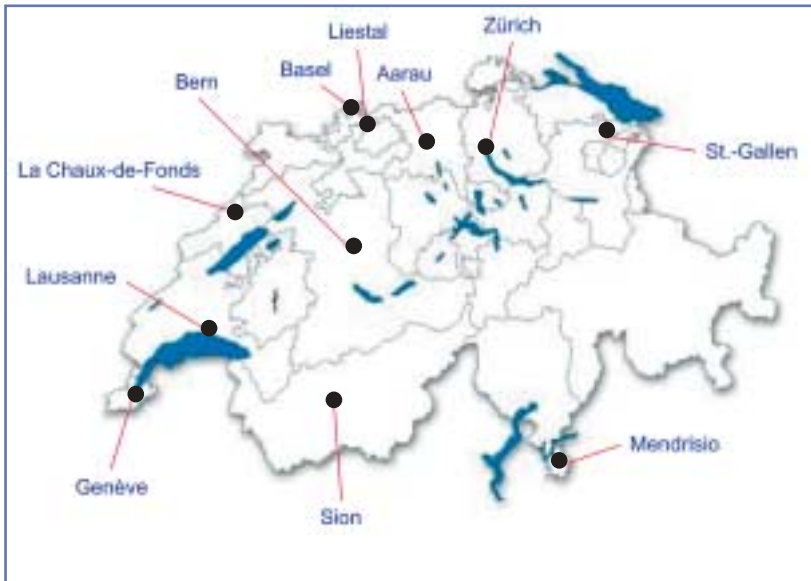 Liestal
Zürich
Basel
Aarau
Bern
St.-Gallen
La Chaux-de-Fonds
Lausanne
Mendrisio
Genève
Sion